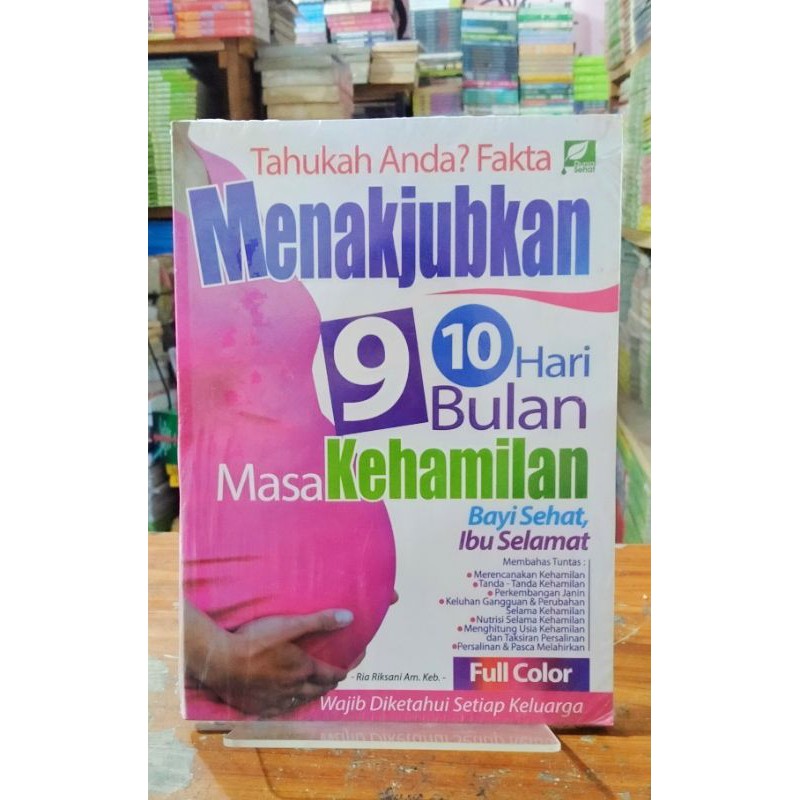 Tahukah Anda? Fakta
Dunia Sehat
Menakjubkan
9
10 Hari
Bulan
Masa Kehamilan
Bayi Sehat,
Ibu Selamat
Membahas Tuntas :
•Merencanakan Kehamilan
•Tanda - Tanda Kehamilan
•Perkembangan Janin
•Keluhan Gangguan & Perubahan
Selama Kehamilan
•Nutrisi Selama Kehamilan
•Menghitung Usia Kehamilan
dan Taksiran Persalinan
•Persalinan & Pasca Melahirkan
- Ria Riksani Am. Keb. -
Full Color
Wajib Diketahui Setiap Keluarga